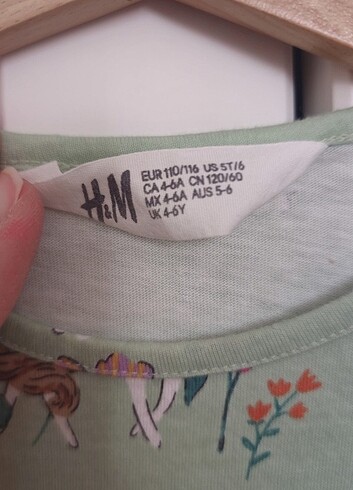 H&M
EUR 110/116 US 5T/6
CA 4-6A CN 120/60
MX 4-6A AUS 5-6
UK 4-6Y